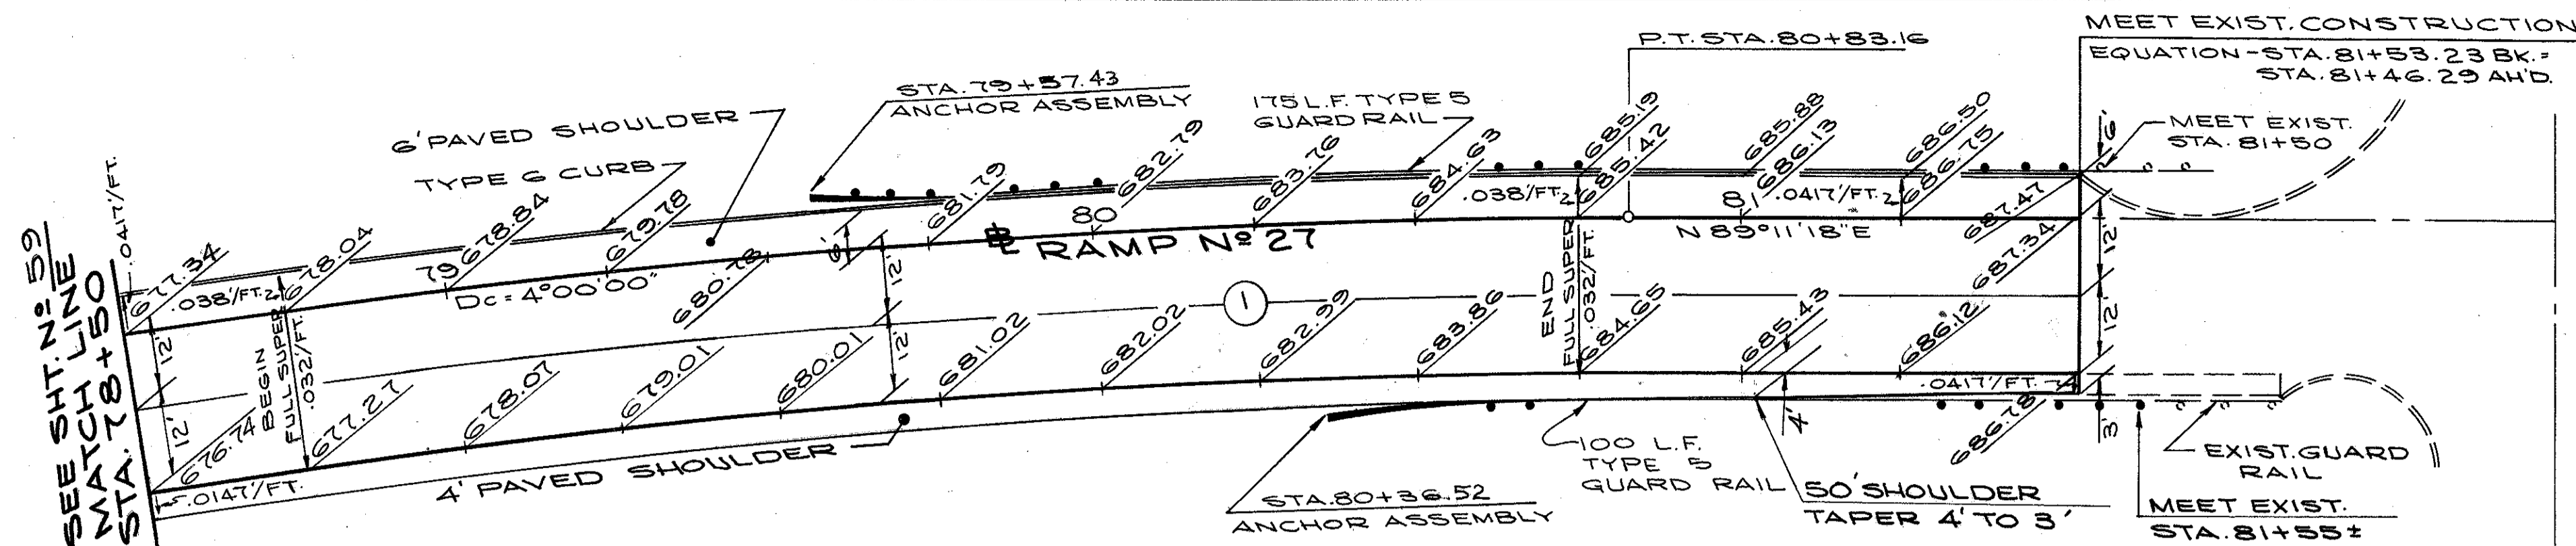 MEET EXIST. CONSTRUCTION
EQUATION-STA. 81+53.23 BK.=
STA. 81+46.29 AH'D.
P.T. STA. 80+83.16
STA. 79+57.43
ANCHOR ASSEMBLY
175 L.F. TYPE 5
GUARD RAIL
6' PAVED SHOULDER
TYPE 6 CURB
MEET EXIST.
STA. 81+50
6'
SEE SHT. Nº 59
MATCH LINE
STA. 78+50
.0417'/FT.
677.34
678.04
79
678.84
679.78
680.78
681.79
80
682.79
683.76
684.63
685.19
685.42
685.88
81
686.13
686.50
686.75
687.47
687.34
.038'/FT.
.038'/FT.
.0417'/FT.
Dc = 4°00'00"
6'
℄ RAMP Nº 27
N 89°11'18" E
BEGIN
FULL SUPER
.032'/FT.
END
FULL SUPER
.032'/FT.
12'
12'
12'
12'
12'
12'
1
676.74
677.27
678.07
679.01
680.01
681.02
682.02
682.99
683.86
684.65
685.43
686.12
686.78
.0417'/FT.
.0147'/FT.
4' PAVED SHOULDER
4'
3'
STA. 80+36.52
ANCHOR ASSEMBLY
100 L.F.
TYPE 5
GUARD RAIL
50' SHOULDER
TAPER 4' TO 3'
EXIST. GUARD
RAIL
MEET EXIST.
STA. 81+55±